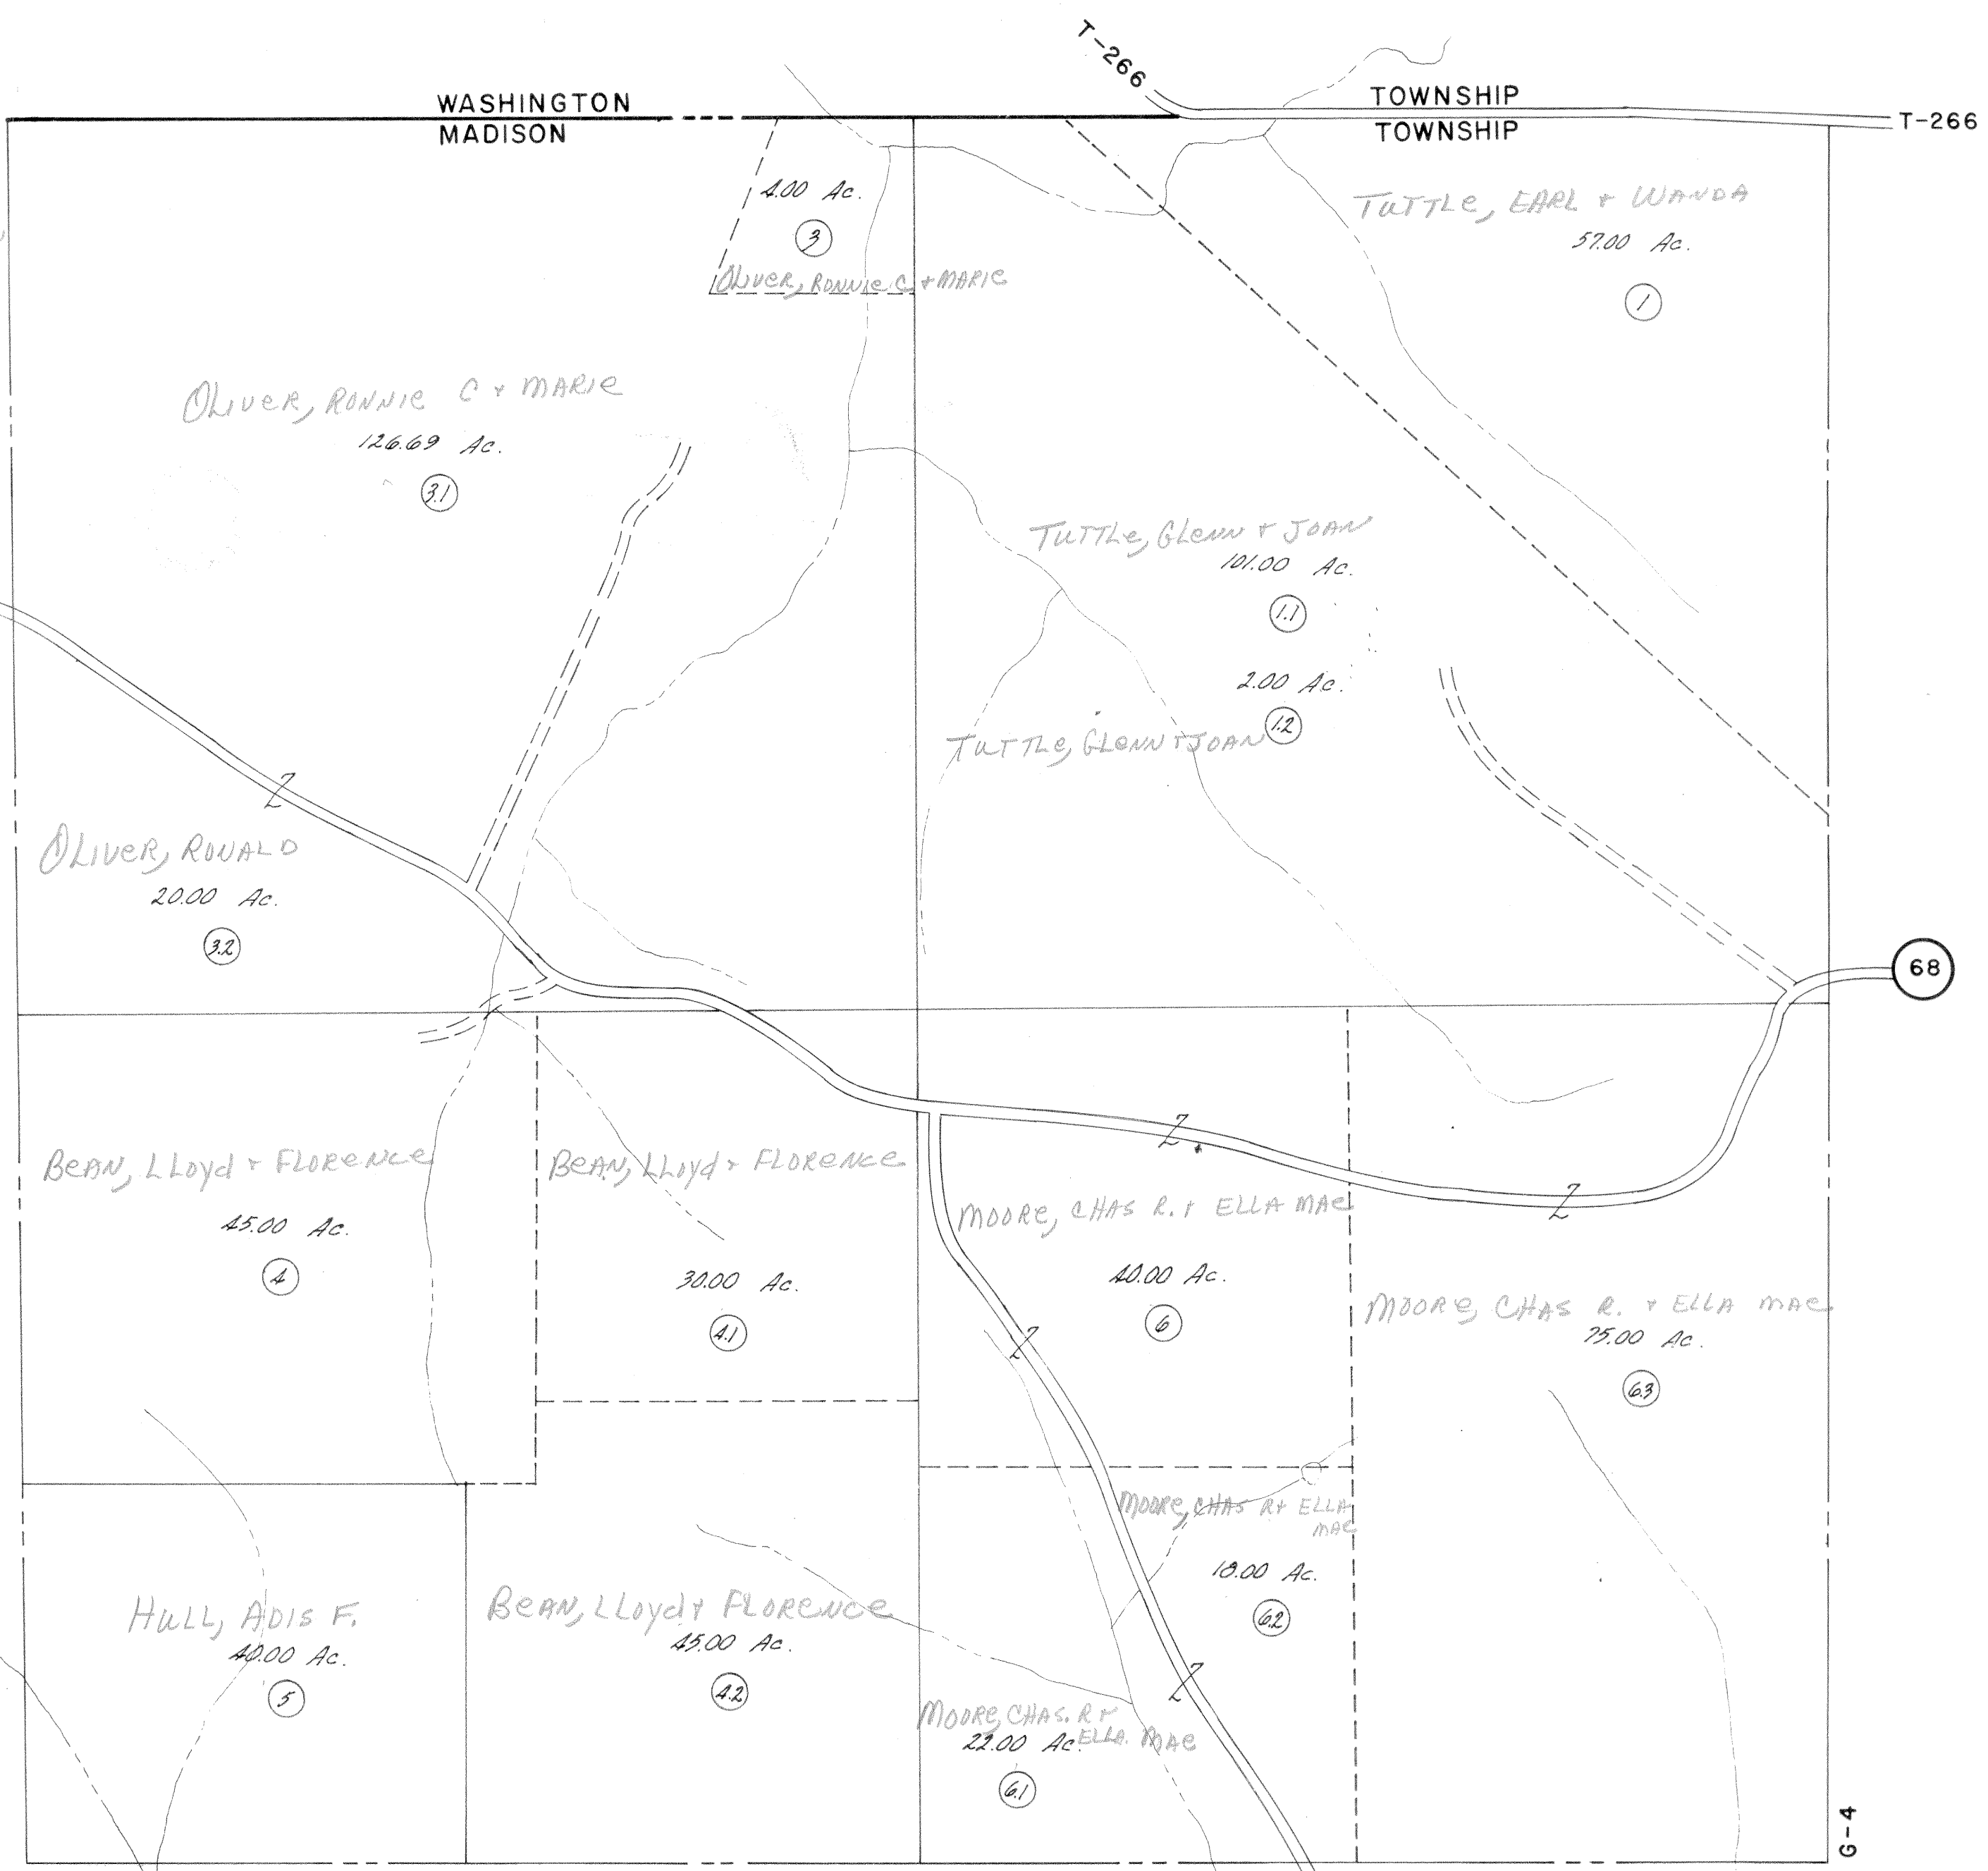 T-266
WASHINGTON TOWNSHIP
MADISON TOWNSHIP
T-266
4.00 Ac.
3
OLIVER, RONNIE C + MARIE
TUTTLE, EARL + WANDA
57.00 Ac.
1
OLIVER, RONNIE C + MARIE
126.69 Ac.
3.1
TUTTLE, GLENN + JOAN
101.00 Ac.
1.1
2.00 Ac.
1.2
TUTTLE, GLENN + JOAN
OLIVER, RONALD
20.00 Ac.
3.2
68
BEAN, LLOYD + FLORENCE
45.00 Ac.
4
BEAN, LLOYD + FLORENCE
30.00 Ac.
4.1
MOORE, CHAS R. + ELLA MAE
40.00 Ac.
6
MOORE, CHAS R. + ELLA MAE
75.00 Ac.
6.3
MOORE, CHAS R + ELLA
MAE
18.00 Ac.
6.2
HULL, ADIS F.
40.00 Ac.
5
BEAN, LLOYD + FLORENCE
45.00 Ac.
4.2
MOORE, CHAS. R +
ELLA. MAE
22.00 Ac.
6.1
G-4